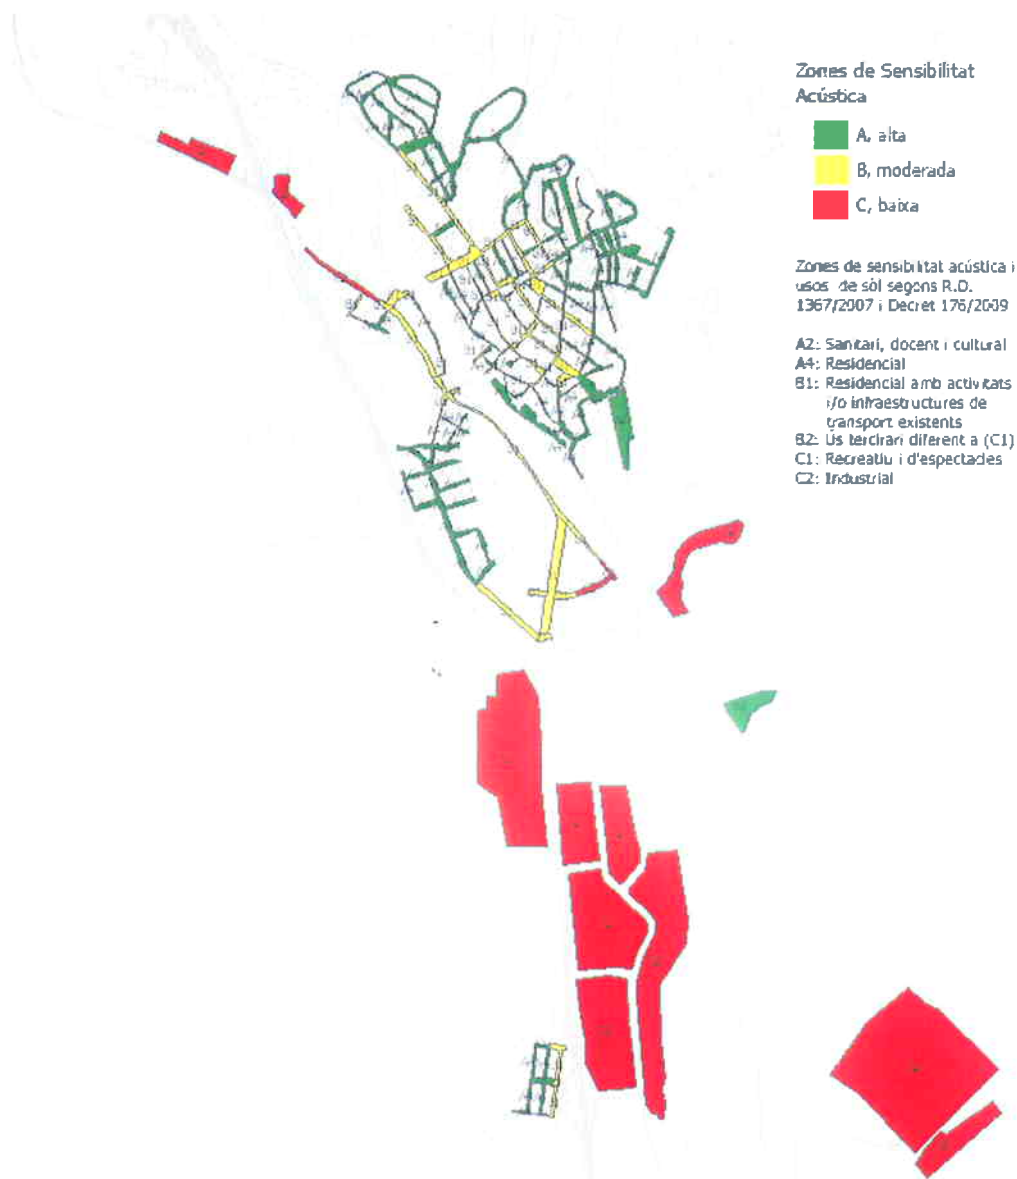 Zones de Sensibilitat
Acústica
A, alta
B, moderada
C, baixa
Zones de sensibilitat acústica i
usos de sòl segons R.D.
1367/2007 i Decret 176/2009
A2: Sanitari, docent i cultural
A4: Residencial
B1: Residencial amb activitats
i/o infraestructures de
transport existents
B2: Ús terciari diferent a (C1)
C1: Recreatiu i d'espectacles
C2: Industrial